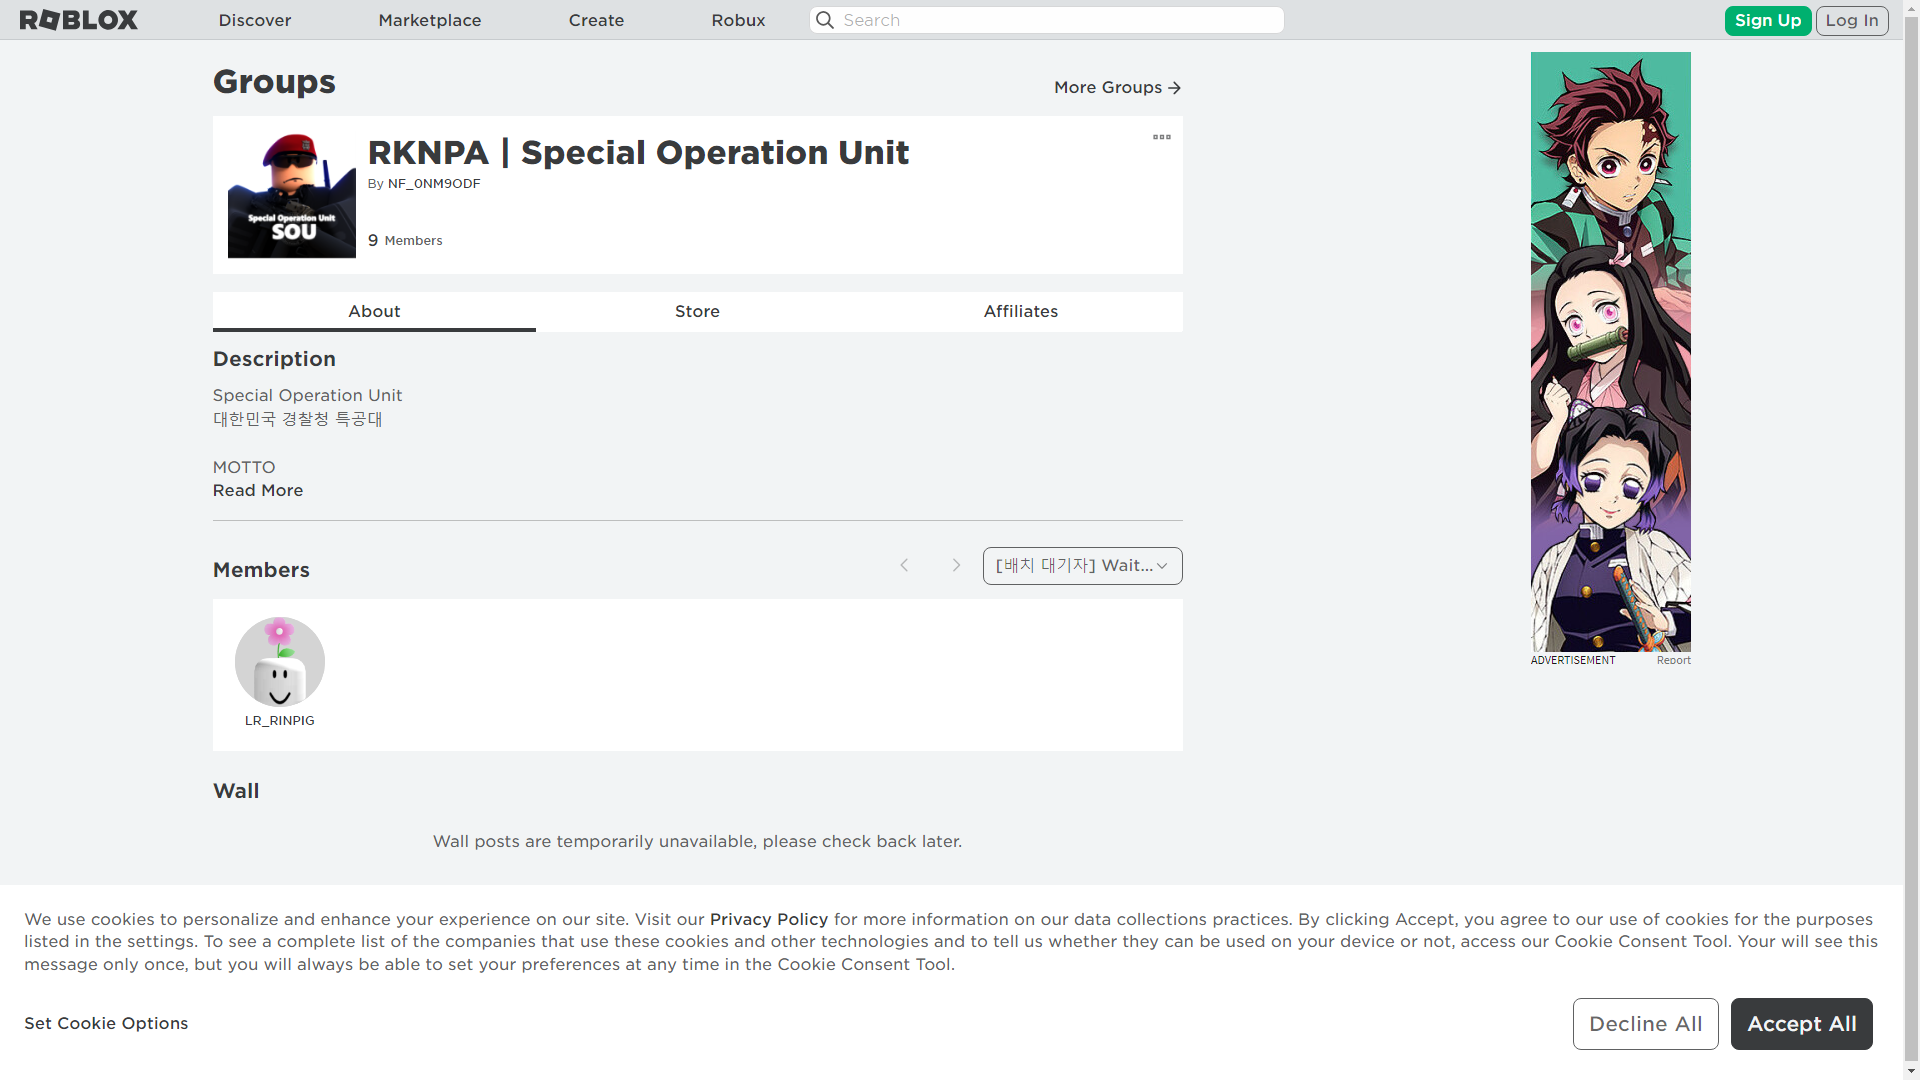 ROBLOX
Discover
Marketplace
Create
Robux
Search
Sign Up
Log In
Groups
More Groups
Special Operation Unit
SOU
RKNPA | Special Operation Unit
By NF_0NM9ODF
9 Members
About
Store
Affiliates
Description
Special Operation Unit
대한민국 경찰청 특공대
MOTTO
Read More
Members
[배치 대기자] Wait...
LR_RINPIG
Wall
Wall posts are temporarily unavailable, please check back later.
ADVERTISEMENT
Report
We use cookies to personalize and enhance your experience on our site. Visit our Privacy Policy for more information on our data collections practices. By clicking Accept, you agree to our use of cookies for the purposes
listed in the settings. To see a complete list of the companies that use these cookies and other technologies and to tell us whether they can be used on your device or not, access our Cookie Consent Tool. Your will see this
message only once, but you will always be able to set your preferences at any time in the Cookie Consent Tool.
Set Cookie Options
Decline All
Accept All